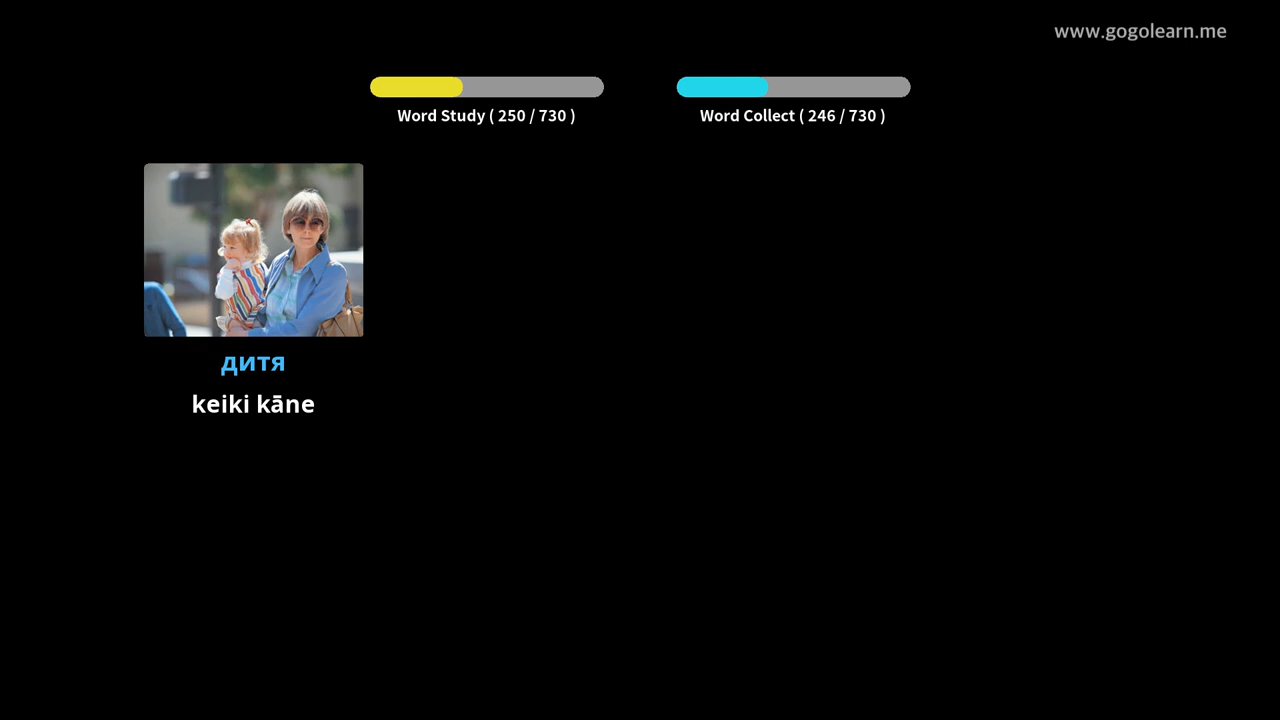 www.gogolearn.me
Word Study ( 250 / 730 )
Word Collect ( 246 / 730 )
дитя
keiki kāne